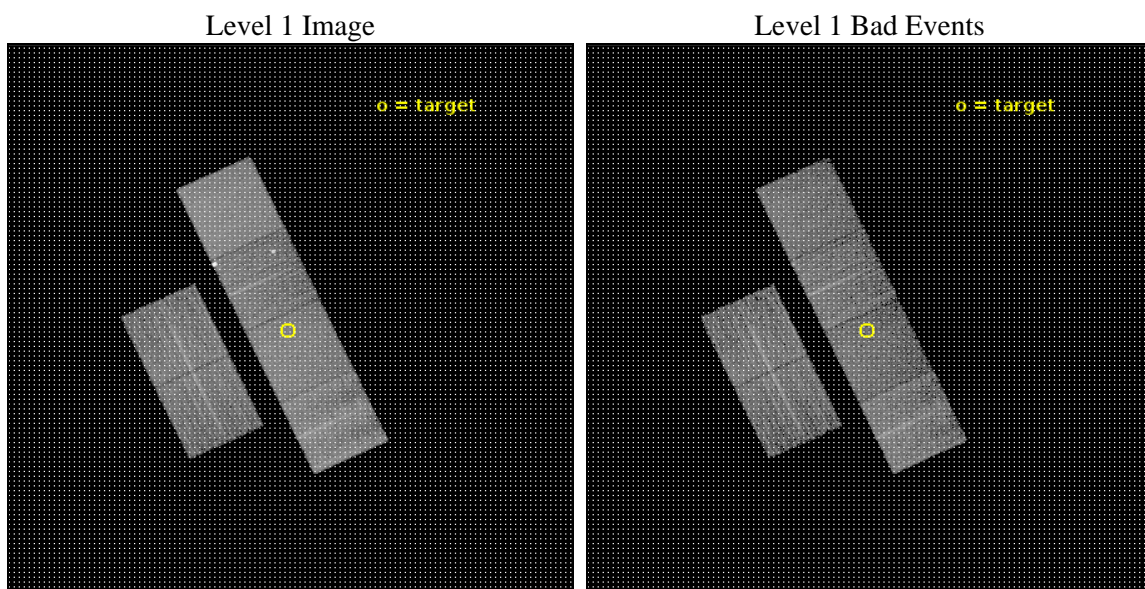 Level 1 Image
Level 1 Bad Events
o = target
o = target